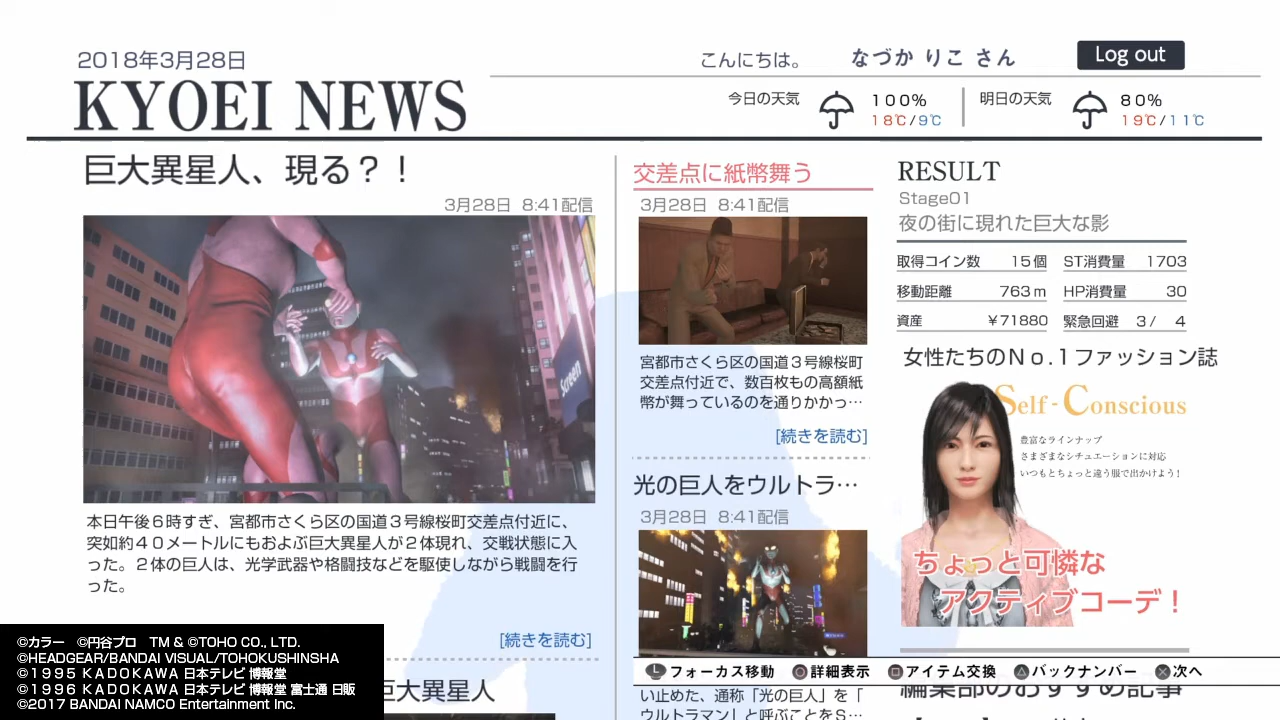 2018年3月28日
こんにちは。 なづか りこ さん
Log out
KYOEI NEWS
今日の天気 100% 18℃/9℃
明日の天気 80% 19℃/11℃
巨大異星人、現る？！
3月28日 8:41配信
Screen
本日午後６時すぎ、宮都市さくら区の国道３号線桜町交差点付近に、
突如約４０メートルにもおよぶ巨大異星人が２体現れ、交戦状態に入
った。２体の巨人は、光学武器や格闘技などを駆使しながら戦闘を行
った。
[続きを読む]
巨大異星人
交差点に紙幣舞う
3月28日 8:41配信
宮都市さくら区の国道３号線桜町
交差点付近で、数百枚もの高額紙
幣が舞っているのを通りかかっ…
[続きを読む]
光の巨人をウルトラ…
3月28日 8:41配信
い止めた、通称「光の巨人」を「
ウルトラマン」と呼ぶことをＳ…
RESULT
Stage01
夜の街に現れた巨大な影
取得コイン数 15個 ST消費量 1703
移動距離 763m HP消費量 30
資産 ￥71880 緊急回避 3/ 4
女性たちのＮｏ.１ファッション誌
Self-Conscious
豊富なラインナップ
さまざまなシチュエーションに対応
いつもとちょっと違う服で出かけよう！
ちょっと可憐な
アクティブコーデ！
編集部のおすすめ記事
L フォーカス移動 ○詳細表示 □アイテム交換 △バックナンバー ×次へ
©カラー ©円谷プロ TM & ©TOHO CO., LTD.
©HEADGEAR/BANDAI VISUAL/TOHOKUSHINSHA
©1995 KADOKAWA 日本テレビ 博報堂
©1996 KADOKAWA 日本テレビ 博報堂 富士通 日販
©2017 BANDAI NAMCO Entertainment Inc.